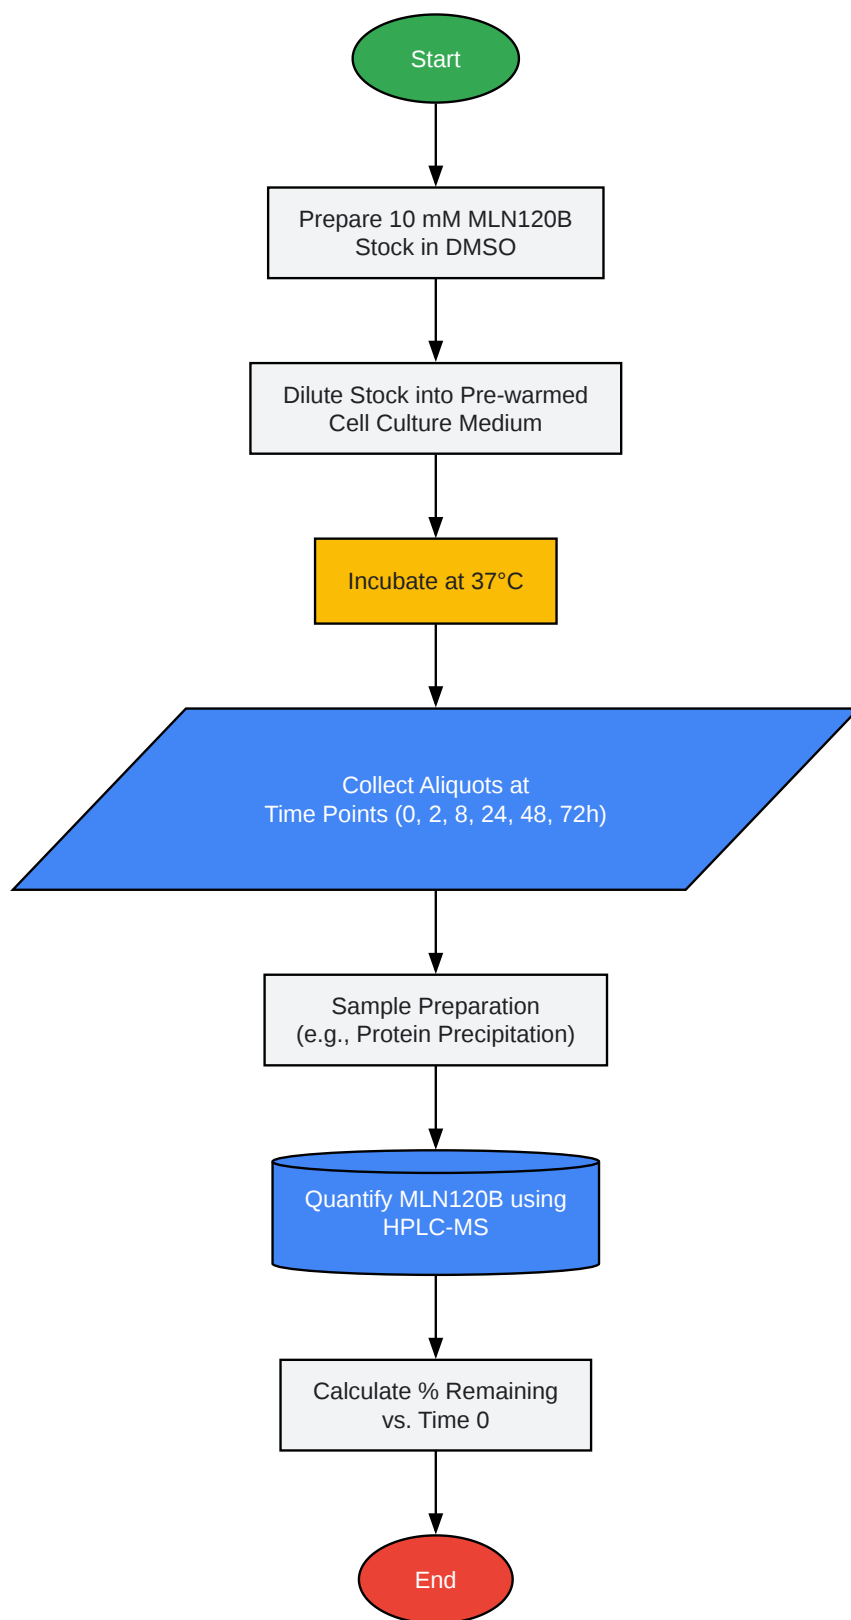 Start
Prepare 10 mM MLN120B
Stock in DMSO
Dilute Stock into Pre-warmed
Cell Culture Medium
Incubate at 37°C
Collect Aliquots at
Time Points (0, 2, 8, 24, 48, 72h)
Sample Preparation
(e.g., Protein Precipitation)
Quantify MLN120B using
HPLC-MS
Calculate % Remaining
vs. Time 0
End